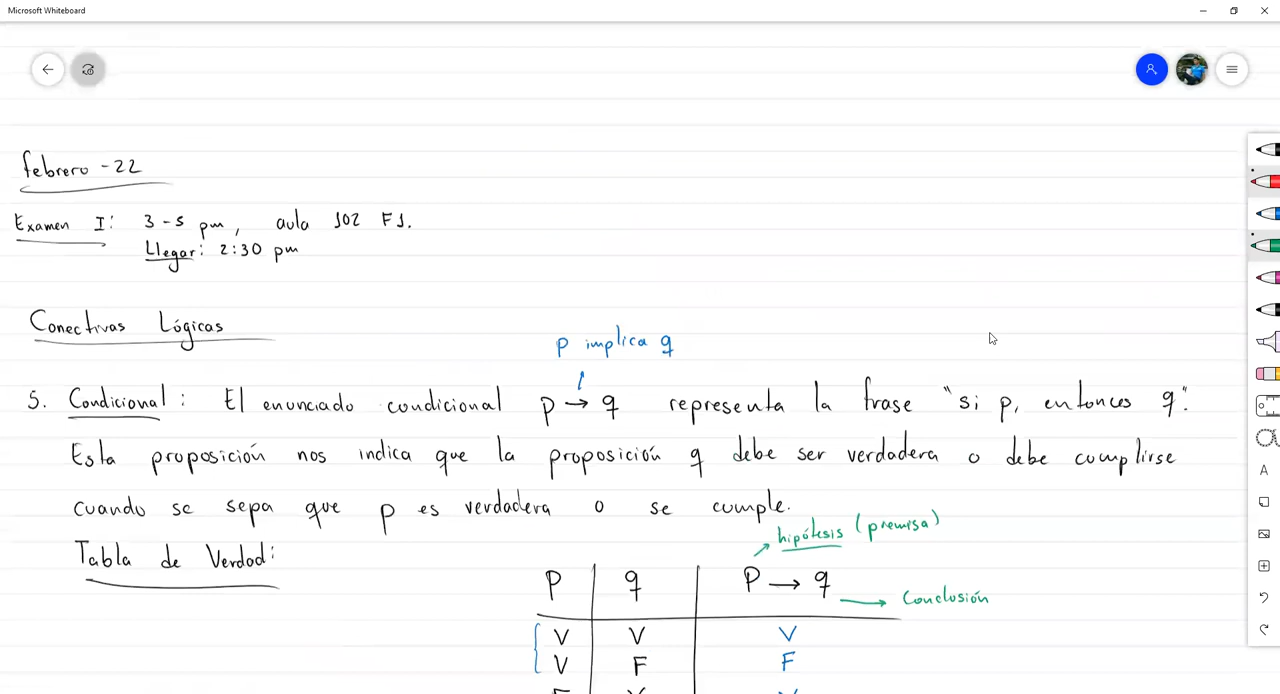 Microsoft Whiteboard
febrero - 22
Examen I: 3-5 pm, aula 102 F1.
Llegar: 2:30 pm
Conectivas Lógicas
p implica q
5. Condicional: El enunciado condicional p → q representa la frase "si p, entonces q".
Esta proposición nos indica que la proposición q debe ser verdadera o debe cumplirse
cuando se sepa que p es verdadera o se cumple.
hipótesis (premisa)
Tabla de Verdad:
p q p → q
Conclusión
V V V
V F F